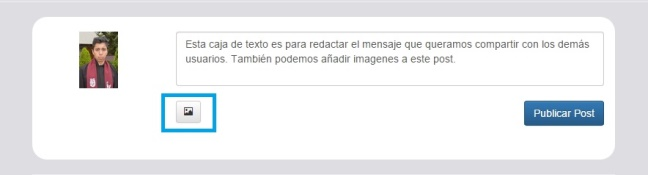 Esta caja de texto es para redactar el mensaje que queramos compartir con los demás
usuarios. También podemos añadir imagenes a este post.
Publicar Post